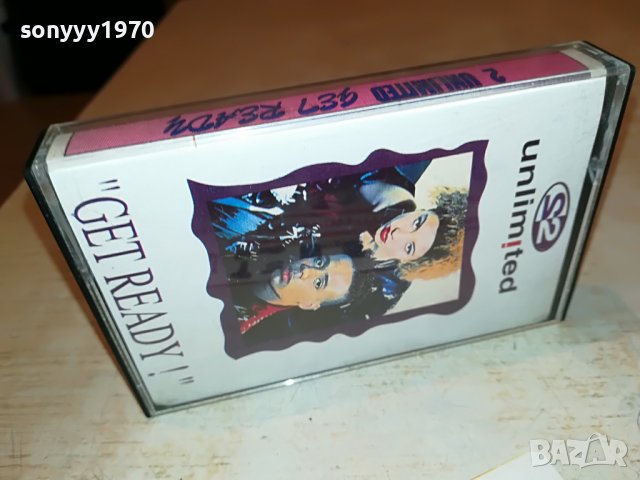 sonyyy1970
2 UNLIMITED GET READY
2
unlimited
"GET READY!"
BAZAR